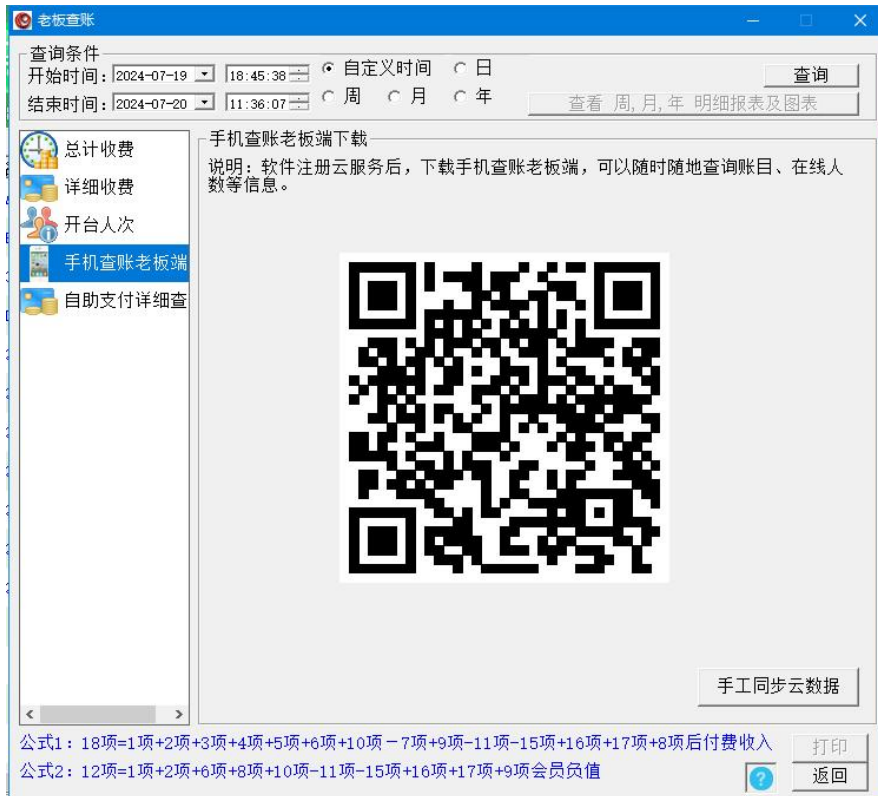 老板查账
查询条件
开始时间: 2024-07-19 18:45:38 自定义时间 日 查询
结束时间: 2024-07-20 11:36:07 周 月 年 查看 周,月,年 明细报表及图表
总计收费
详细收费
开台人次
手机查账老板端
自助支付详细查
手机查账老板端下载
说明: 软件注册云服务后，下载手机查账老板端，可以随时随地查询账目、在线人
数等信息。
手工同步云数据
公式1: 18项=1项+2项+3项+4项+5项+6项+10项－7项+9项-11项-15项+16项+17项+8项后付费收入 打印
公式2: 12项=1项+2项+6项+8项+10项-11项-15项+16项+17项+9项会员负值 ? 返回